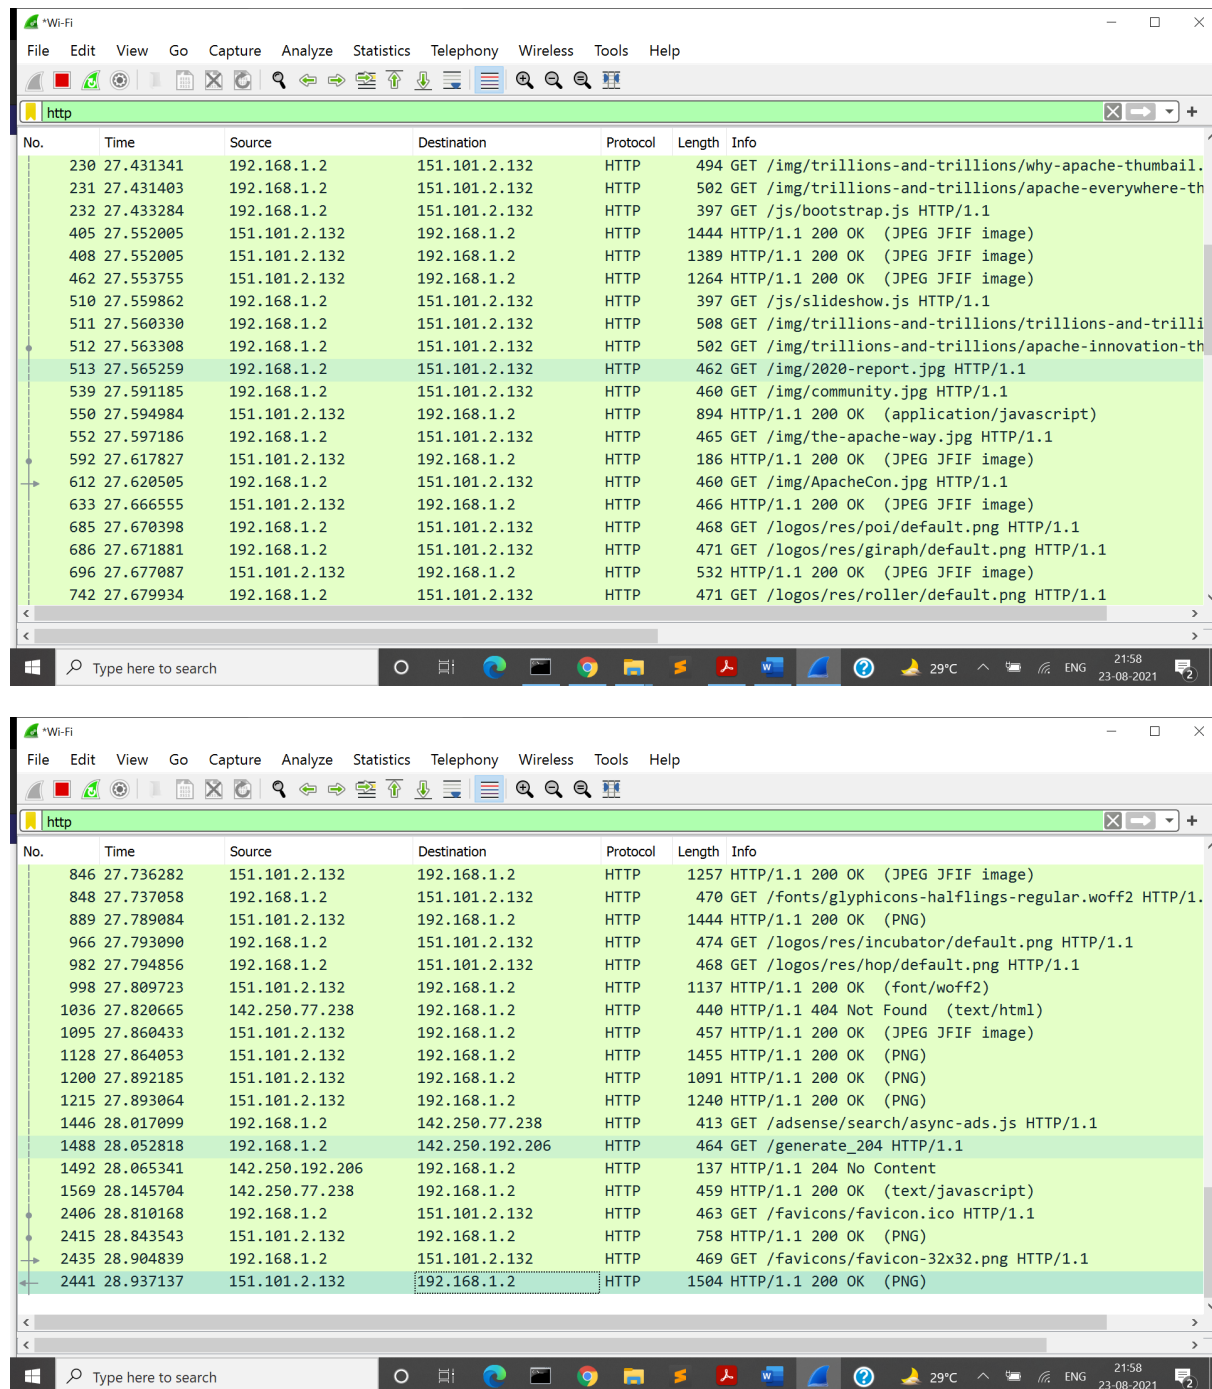 *Wi-Fi
File Edit View Go Capture Analyze Statistics Telephony Wireless Tools Help
http
No. Time Source Destination Protocol Length Info
230 27.431341 192.168.1.2 151.101.2.132 HTTP 494 GET /img/trillions-and-trillions/why-apache-thumbail.
231 27.431403 192.168.1.2 151.101.2.132 HTTP 502 GET /img/trillions-and-trillions/apache-everywhere-th
232 27.433284 192.168.1.2 151.101.2.132 HTTP 397 GET /js/bootstrap.js HTTP/1.1
405 27.552005 151.101.2.132 192.168.1.2 HTTP 1444 HTTP/1.1 200 OK (JPEG JFIF image)
408 27.552005 151.101.2.132 192.168.1.2 HTTP 1389 HTTP/1.1 200 OK (JPEG JFIF image)
462 27.553755 151.101.2.132 192.168.1.2 HTTP 1264 HTTP/1.1 200 OK (JPEG JFIF image)
510 27.559862 192.168.1.2 151.101.2.132 HTTP 397 GET /js/slideshow.js HTTP/1.1
511 27.560330 192.168.1.2 151.101.2.132 HTTP 508 GET /img/trillions-and-trillions/trillions-and-trilli
512 27.563308 192.168.1.2 151.101.2.132 HTTP 502 GET /img/trillions-and-trillions/apache-innovation-th
513 27.565259 192.168.1.2 151.101.2.132 HTTP 462 GET /img/2020-report.jpg HTTP/1.1
539 27.591185 192.168.1.2 151.101.2.132 HTTP 460 GET /img/community.jpg HTTP/1.1
550 27.594984 151.101.2.132 192.168.1.2 HTTP 894 HTTP/1.1 200 OK (application/javascript)
552 27.597186 192.168.1.2 151.101.2.132 HTTP 465 GET /img/the-apache-way.jpg HTTP/1.1
592 27.617827 151.101.2.132 192.168.1.2 HTTP 186 HTTP/1.1 200 OK (JPEG JFIF image)
612 27.620505 192.168.1.2 151.101.2.132 HTTP 460 GET /img/ApacheCon.jpg HTTP/1.1
633 27.666555 151.101.2.132 192.168.1.2 HTTP 466 HTTP/1.1 200 OK (JPEG JFIF image)
685 27.670398 192.168.1.2 151.101.2.132 HTTP 468 GET /logos/res/poi/default.png HTTP/1.1
686 27.671881 192.168.1.2 151.101.2.132 HTTP 471 GET /logos/res/giraph/default.png HTTP/1.1
696 27.677087 151.101.2.132 192.168.1.2 HTTP 532 HTTP/1.1 200 OK (JPEG JFIF image)
742 27.679934 192.168.1.2 151.101.2.132 HTTP 471 GET /logos/res/roller/default.png HTTP/1.1
Type here to search 29°C ENG 21:58
23-08-2021 2
*Wi-Fi
File Edit View Go Capture Analyze Statistics Telephony Wireless Tools Help
http
No. Time Source Destination Protocol Length Info
846 27.736282 151.101.2.132 192.168.1.2 HTTP 1257 HTTP/1.1 200 OK (JPEG JFIF image)
848 27.737058 192.168.1.2 151.101.2.132 HTTP 470 GET /fonts/glyphicons-halflings-regular.woff2 HTTP/1.
889 27.789084 151.101.2.132 192.168.1.2 HTTP 1444 HTTP/1.1 200 OK (PNG)
966 27.793090 192.168.1.2 151.101.2.132 HTTP 474 GET /logos/res/incubator/default.png HTTP/1.1
982 27.794856 192.168.1.2 151.101.2.132 HTTP 468 GET /logos/res/hop/default.png HTTP/1.1
998 27.809723 151.101.2.132 192.168.1.2 HTTP 1137 HTTP/1.1 200 OK (font/woff2)
1036 27.820665 142.250.77.238 192.168.1.2 HTTP 440 HTTP/1.1 404 Not Found (text/html)
1095 27.860433 151.101.2.132 192.168.1.2 HTTP 457 HTTP/1.1 200 OK (JPEG JFIF image)
1128 27.864053 151.101.2.132 192.168.1.2 HTTP 1455 HTTP/1.1 200 OK (PNG)
1200 27.892185 151.101.2.132 192.168.1.2 HTTP 1091 HTTP/1.1 200 OK (PNG)
1215 27.893064 151.101.2.132 192.168.1.2 HTTP 1240 HTTP/1.1 200 OK (PNG)
1446 28.017099 192.168.1.2 142.250.77.238 HTTP 413 GET /adsense/search/async-ads.js HTTP/1.1
1488 28.052818 192.168.1.2 142.250.192.206 HTTP 464 GET /generate_204 HTTP/1.1
1492 28.065341 142.250.192.206 192.168.1.2 HTTP 137 HTTP/1.1 204 No Content
1569 28.145704 142.250.77.238 192.168.1.2 HTTP 459 HTTP/1.1 200 OK (text/javascript)
2406 28.810168 192.168.1.2 151.101.2.132 HTTP 463 GET /favicons/favicon.ico HTTP/1.1
2415 28.843543 151.101.2.132 192.168.1.2 HTTP 758 HTTP/1.1 200 OK (PNG)
2435 28.904839 192.168.1.2 151.101.2.132 HTTP 469 GET /favicons/favicon-32x32.png HTTP/1.1
2441 28.937137 151.101.2.132 192.168.1.2 HTTP 1504 HTTP/1.1 200 OK (PNG)
Type here to search 29°C ENG 21:58
23-08-2021 2